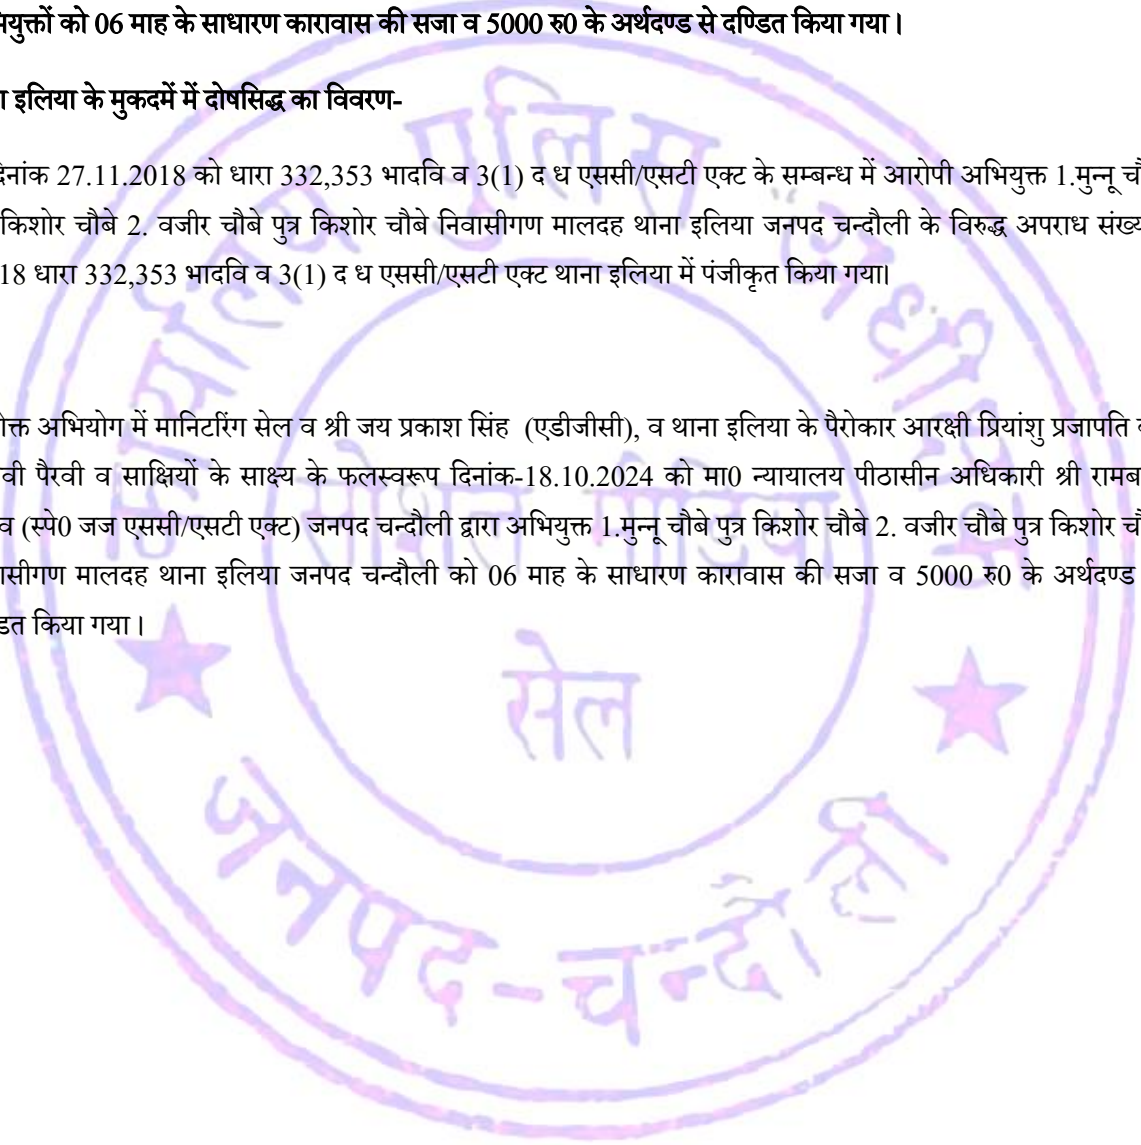 भियुक्तों को 06 माह के साधारण कारावास की सजा व 5000 रु0 के अर्थदण्ड से दण्डित किया गया।
इलिया के मुकदमें में दोषसिद्ध का विवरण-
दिनांक 27.11.2018 को धारा 332,353 भादवि व 3(1) द ध एससी/एसटी एक्ट के सम्बन्ध में आरोपी अभियुक्त 1.मुन्नू चौ
किशोर चौबे 2. वजीर चौबे पुत्र किशोर चौबे निवासीगण मालदह थाना इलिया जनपद चन्दौली के विरुद्ध अपराध संख्य
18 धारा 332,353 भादवि व 3(1) द ध एससी/एसटी एक्ट थाना इलिया में पंजीकृत किया गया।
ोक्त अभियोग में मानिटरिंग सेल व श्री जय प्रकाश सिंह (एडीजीसी), व थाना इलिया के पैरोकार आरक्षी प्रियांशु प्रजापति
वी पैरवी व साक्षियों के साक्ष्य के फलस्वरूप दिनांक-18.10.2024 को मा0 न्यायालय पीठासीन अधिकारी श्री रामब
व (स्पे0 जज एससी/एसटी एक्ट) जनपद चन्दौली द्वारा अभियुक्त 1.मुन्नू चौबे पुत्र किशोर चौबे 2. वजीर चौबे पुत्र किशोर चौ
ासीगण मालदह थाना इलिया जनपद चन्दौली को 06 माह के साधारण कारावास की सजा व 5000 रु0 के अर्थदण्ड
डत किया गया।
कार्यालय पुलिस अधीक्षक
सोशल मीडिया
सेल
जनपद-चन्दौली